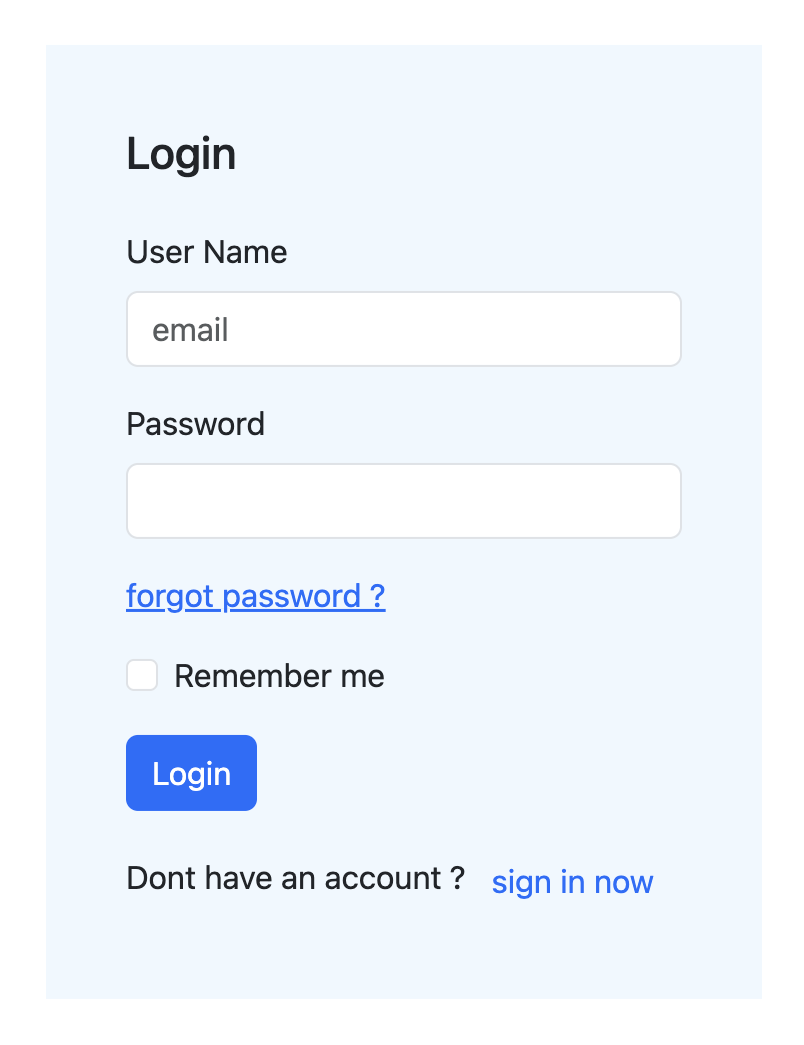 Login
User Name
email
Password
forgot password ?
Remember me
Login
Dont have an account ? sign in now